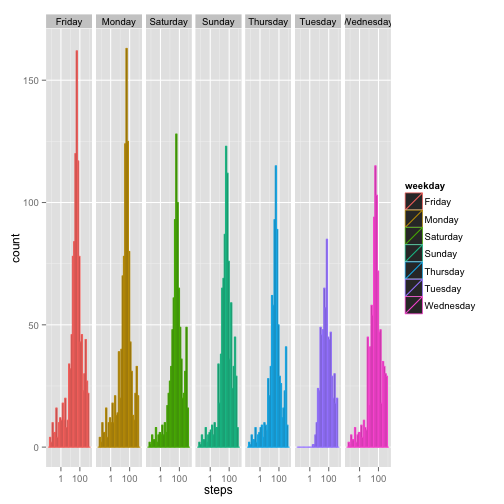 Friday Monday Saturday Sunday Thursday Tuesday Wednesday
150
100
50
0
count
1 100 1 100 1 100 1 100 1 100 1 100 1 100
steps
weekday
Friday
Monday
Saturday
Sunday
Thursday
Tuesday
Wednesday